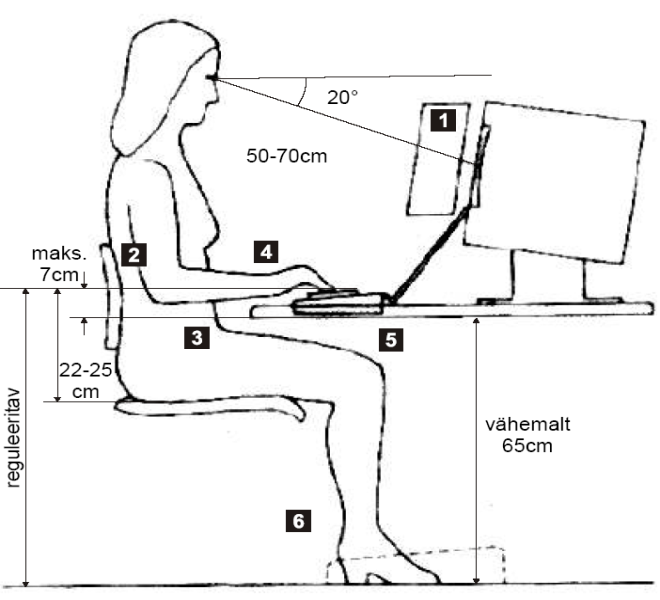 20°
1
50-70cm
2
4
maks.
7cm
3
5
22-25
cm
reguleeritav
vähemalt
65cm
6